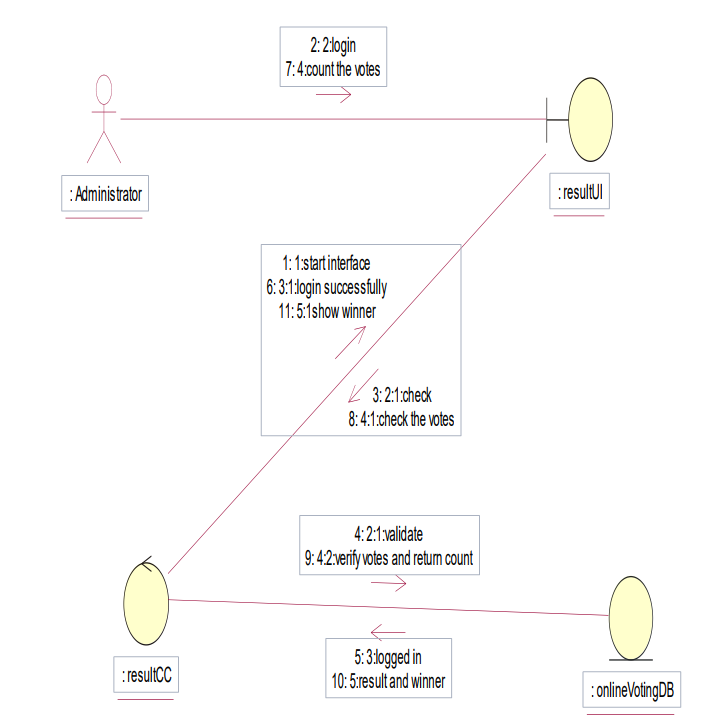 2: 2:login
7: 4:count the votes
: Administrator
: resultUI
1: 1:start interface
6: 3:1:login successfully
11: 5:1show winner
3: 2:1:check
8: 4:1:check the votes
4: 2:1:validate
9: 4:2:verify votes and return count
5: 3:logged in
10: 5:result and winner
: resultCC
: onlineVotingDB